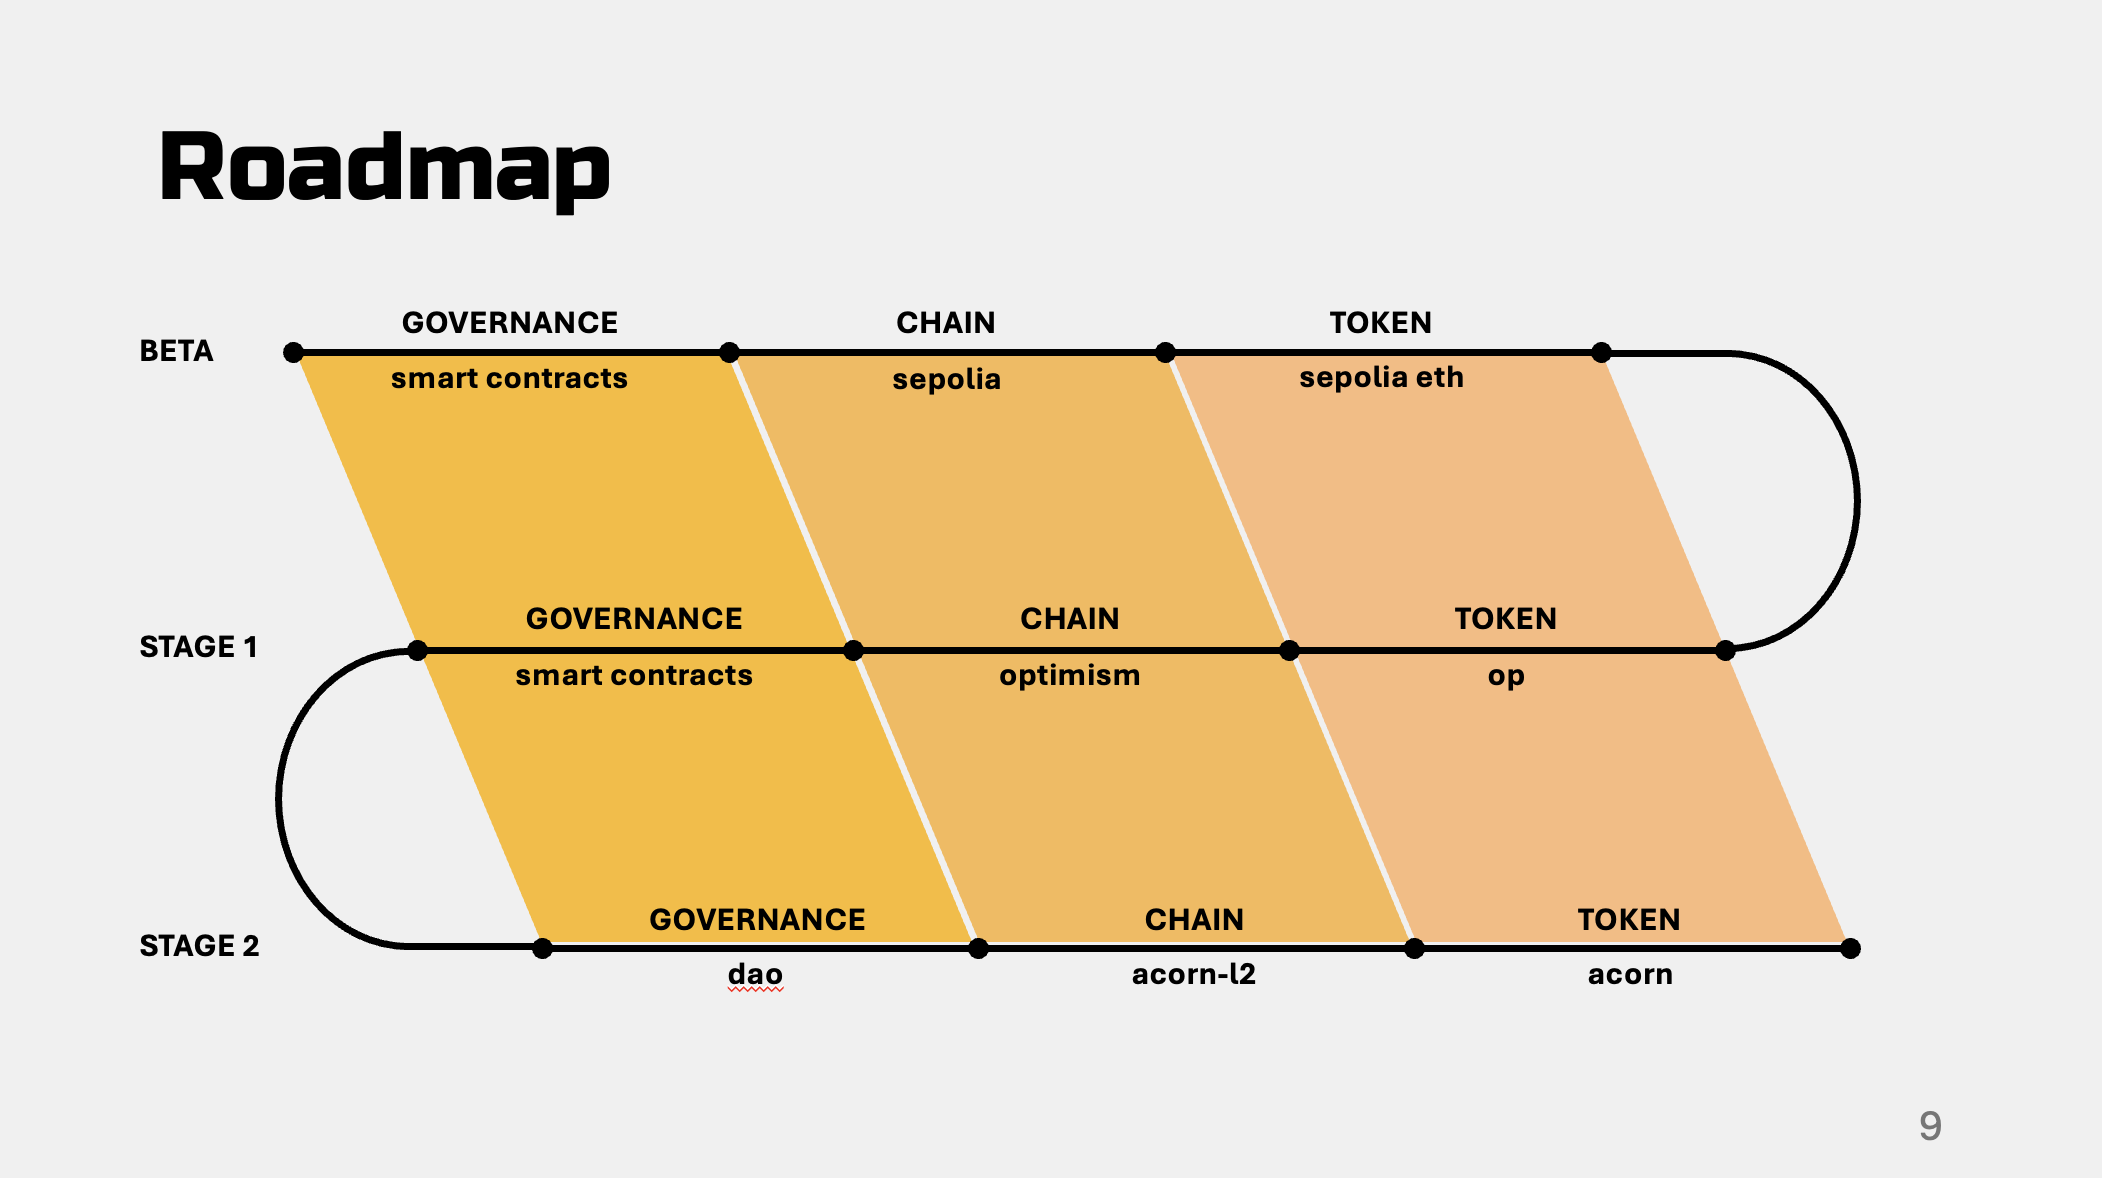 Roadmap
BETA
GOVERNANCE
CHAIN
TOKEN
smart contracts
sepolia
sepolia eth
STAGE 1
GOVERNANCE
CHAIN
TOKEN
smart contracts
optimism
op
STAGE 2
GOVERNANCE
CHAIN
TOKEN
dao
acorn-l2
acorn
9